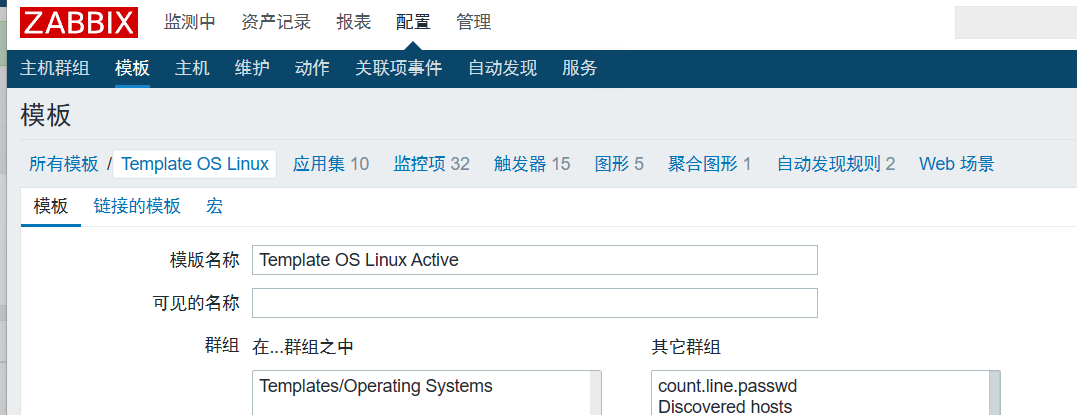 ZABBIX 监测中 资产记录 报表 配置 管理
主机群组 模板 主机 维护 动作 关联项事件 自动发现 服务
模板
所有模板 / Template OS Linux 应用集 10 监控项 32 触发器 15 图形 5 聚合图形 1 自动发现规则 2 Web 场景
模板 链接的模板 宏
模版名称 Template OS Linux Active
可见的名称
群组 在...群组之中 其它群组
Templates/Operating Systems count.line.passwd
Discovered hosts